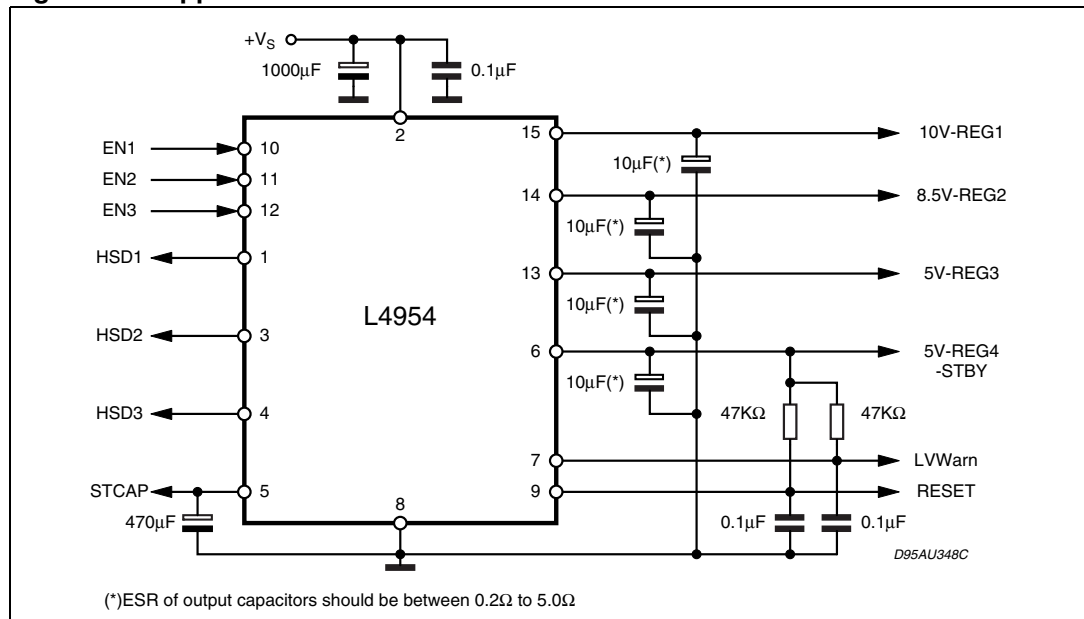 +VS
1000µF
0.1µF
2
15
10V-REG1
EN1
10
10µF(*)
EN2
11
14
8.5V-REG2
EN3
12
10µF(*)
HSD1
1
13
5V-REG3
L4954
10µF(*)
HSD2
3
6
5V-REG4
-STBY
10µF(*)
47KΩ
47KΩ
HSD3
4
7
LVWarn
STCAP
5
9
RESET
470µF
8
0.1µF
0.1µF
D95AU348C
(*)ESR of output capacitors should be between 0.2Ω to 5.0Ω